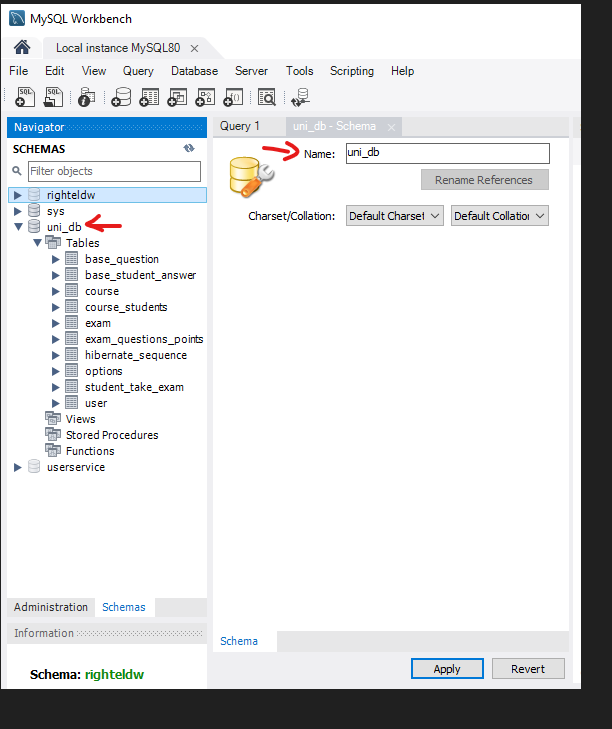 MySQL Workbench
Local instance MySQL80
File Edit View Query Database Server Tools Scripting Help
SQL SQL
Navigator
SCHEMAS
Filter objects
righteldw
sys
uni_db
Tables
base_question
base_student_answer
course
course_students
exam
exam_questions_points
hibernate_sequence
options
student_take_exam
user
Views
Stored Procedures
Functions
userservice
Administration Schemas
Information
Schema: righteldw
Query 1 uni_db - Schema
Name: uni_db
Rename References
Charset/Collation: Default Charset Default Collation
Schema
Apply Revert